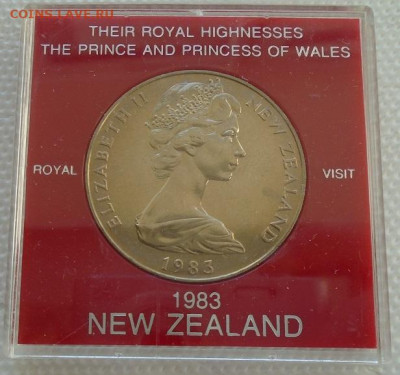 COINS.LAVE.RU
THEIR ROYAL HIGHNESSES
THE PRINCE AND PRINCESS OF WALES
ELIZABETH II NEW ZEALAND
ROYAL
VISIT
1983
1983
NEW ZEALAND